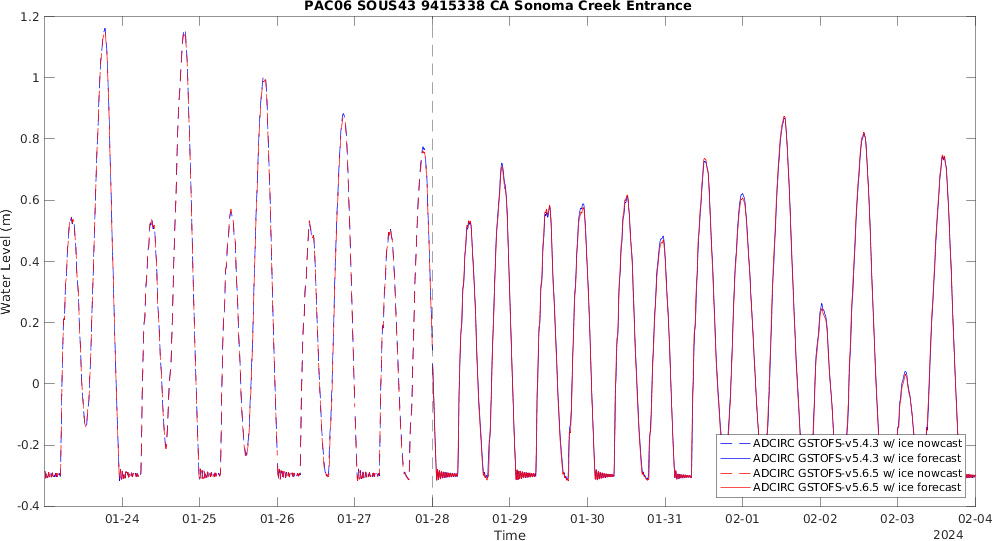 PAC06 SOUS43 9415338 CA Sonoma Creek Entrance
1.2
1
0.8
0.6
0.4
0.2
0
-0.2
-0.4
Water Level (m)
ADCIRC GSTOFS-v5.4.3 w/ ice nowcast
ADCIRC GSTOFS-v5.4.3 w/ ice forecast
ADCIRC GSTOFS-v5.6.5 w/ ice nowcast
ADCIRC GSTOFS-v5.6.5 w/ ice forecast
01-24 01-25 01-26 01-27 01-28 01-29 01-30 01-31 02-01 02-02 02-03 02-04
Time
2024